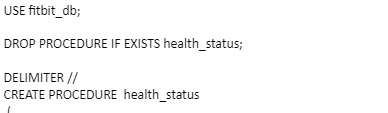 USE fitbit_db;
DROP PROCEDURE IF EXISTS health_status;
DELIMITER //
CREATE PROCEDURE  health_status
(